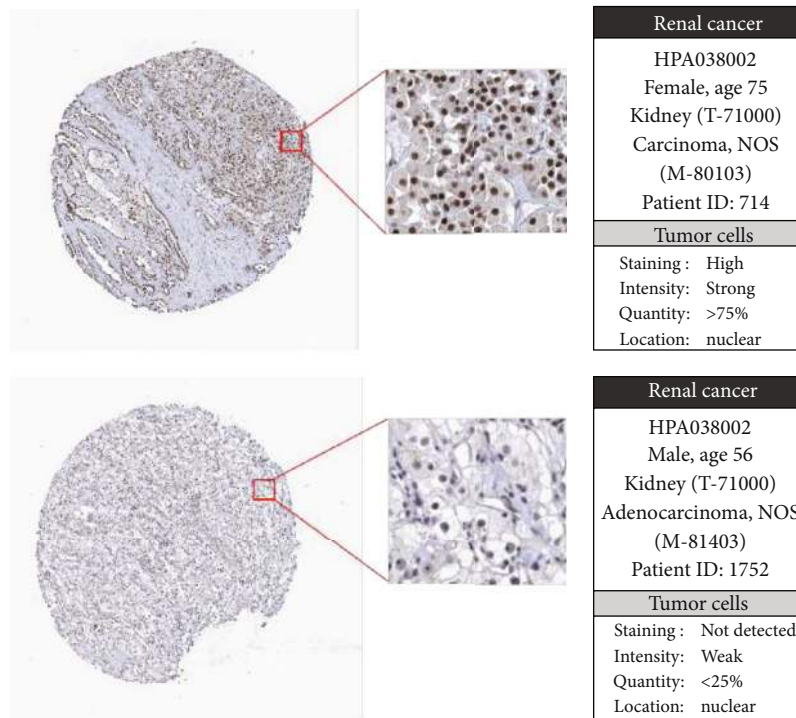 Renal cancer
HPA038002
Female, age 75
Kidney (T-71000)
Carcinoma, NOS
(M-80103)
Patient ID: 714
Tumor cells
Staining : High
Intensity: Strong
Quantity: >75%
Location: nuclear
Renal cancer
HPA038002
Male, age 56
Kidney (T-71000)
Adenocarcinoma, NOS
(M-81403)
Patient ID: 1752
Tumor cells
Staining : Not detected
Intensity: Weak
Quantity: <25%
Location: nuclear